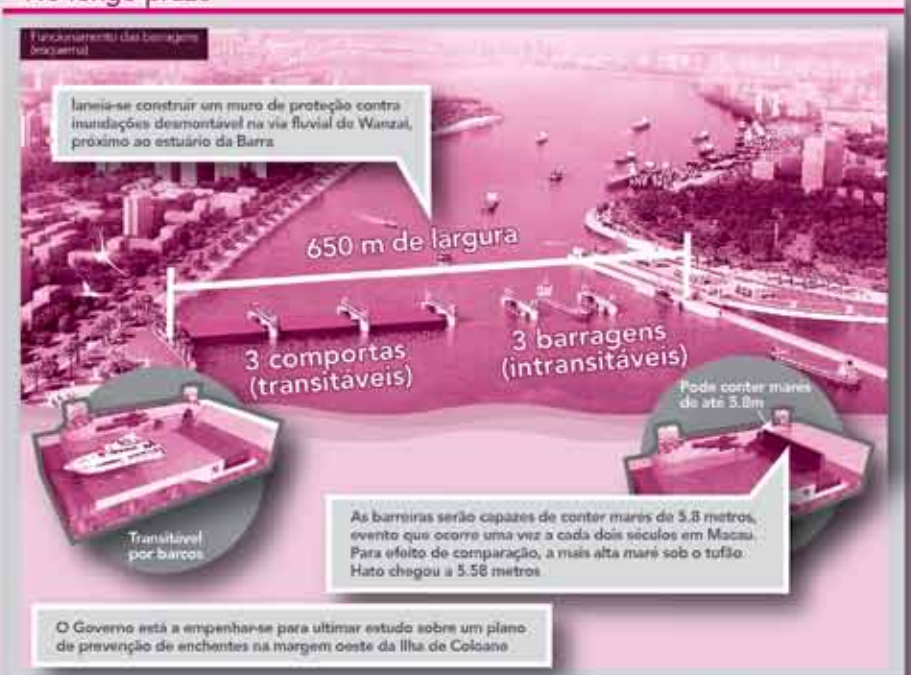 longo prazo
Funcionamento das barragens
(esquema)
laneia-se construir um muro de proteção contra
inundações desmontável na via fluvial de Wanzai,
próximo ao estuário da Barra
650 m de largura
3 comportas
(transitáveis)
3 barragens
(intransitáveis)
Pode conter marés
de até 5.8m
Transitável
por barcos
As barreiras serão capazes de conter marés de 5.8 metros,
evento que ocorre uma vez a cada dois séculos em Macau.
Para efeito de comparação, a mais alta maré sob o tufão
Hato chegou a 5.58 metros
O Governo está a empenhar-se para ultimar estudo sobre um plano
de prevenção de enchentes na margem oeste da Ilha de Coloane